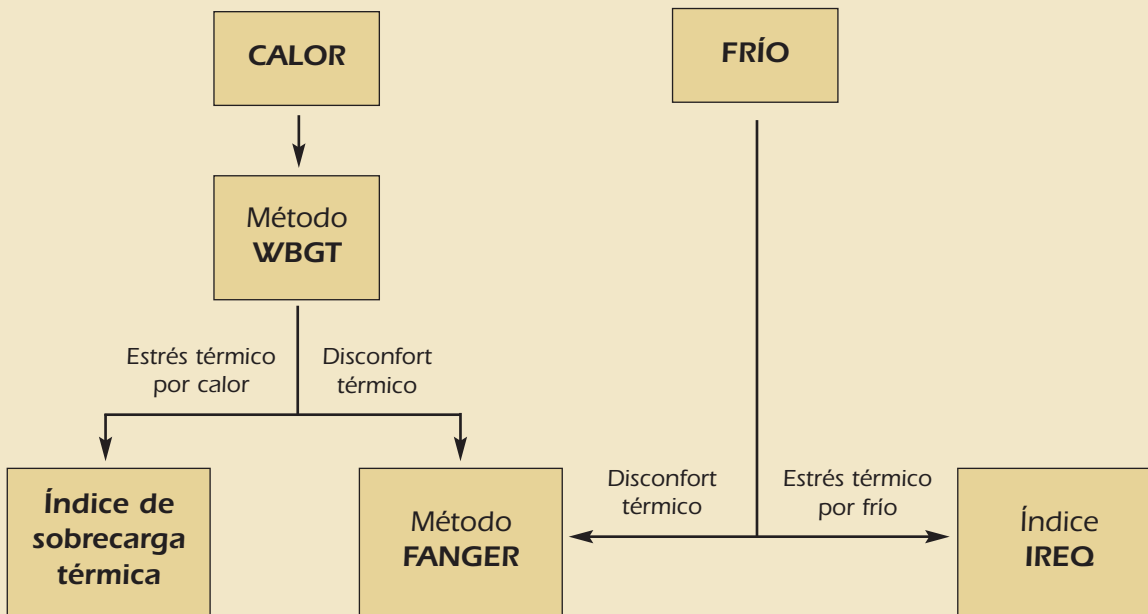 CALOR
FRÍO
Método
WBGT
Estrés térmico
por calor
Disconfort
térmico
Disconfort
térmico
Estrés térmico
por frío
Índice de
sobrecarga
térmica
Método
FANGER
Índice
IREQ